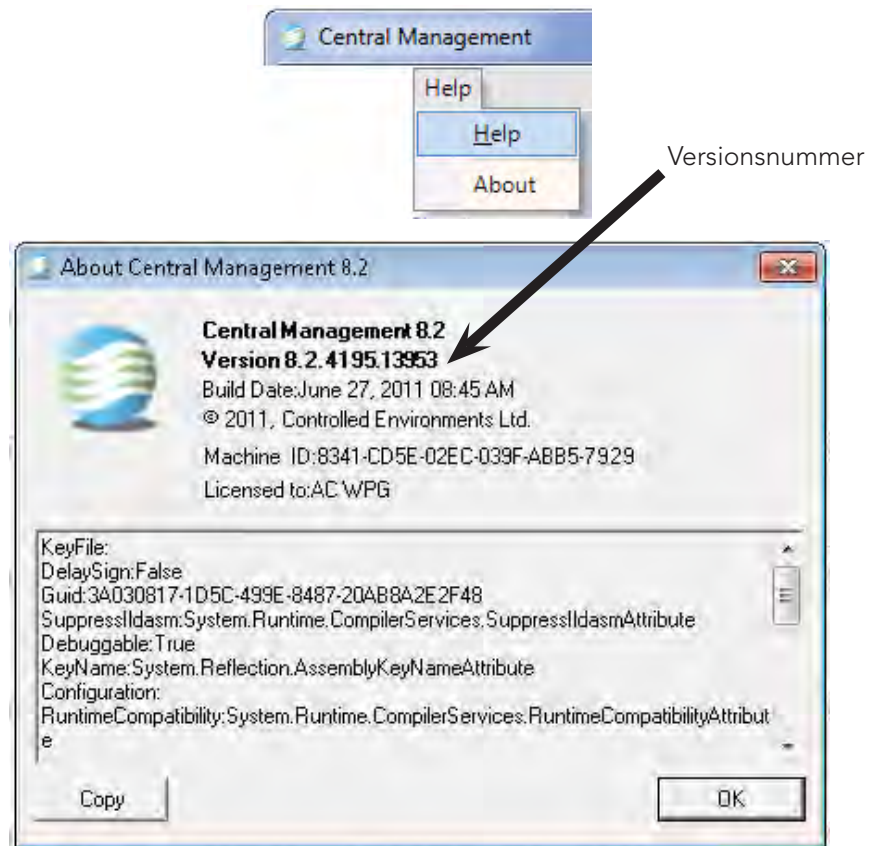 Central Management
Help
Help
About
Versionsnummer
About Central Management 8.2
Central Management 8.2
Version 8.2.4195.13953
Build Date:June 27, 2011 08:45 AM
© 2011, Controlled Environments Ltd.
Machine ID:8341-CD5E-02EC-039F-ABB5-7929
Licensed to:AC WPG
KeyFile:
DelaySign:False
Guid:3A030817-1D5C-499E-8487-20AB8A2E2F48
SuppressIldasm:System.Runtime.CompilerServices.SuppressIldasmAttribute
Debuggable:True
KeyName:System.Reflection.AssemblyKeyNameAttribute
Configuration:
RuntimeCompatibility:System.Runtime.CompilerServices.RuntimeCompatibilityAttribut
e
Copy
OK